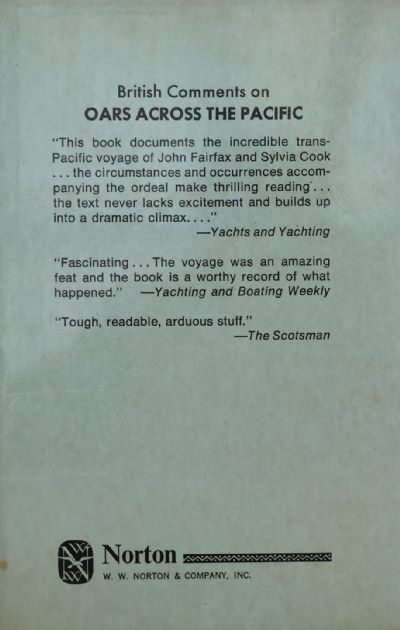 British Comments on
OARS ACROSS THE PACIFIC
"This book documents the incredible trans-
Pacific voyage of John Fairfax and Sylvia Cook
... the circumstances and occurrences accom-
panying the ordeal make thrilling reading ...
the text never lacks excitement and builds up
into a dramatic climax...."
—Yachts and Yachting
"Fascinating ... The voyage was an amazing
feat and the book is a worthy record of what
happened." —Yachting and Boating Weekly
"Tough, readable, arduous stuff."
—The Scotsman
Norton
W. W. NORTON & COMPANY, INC.